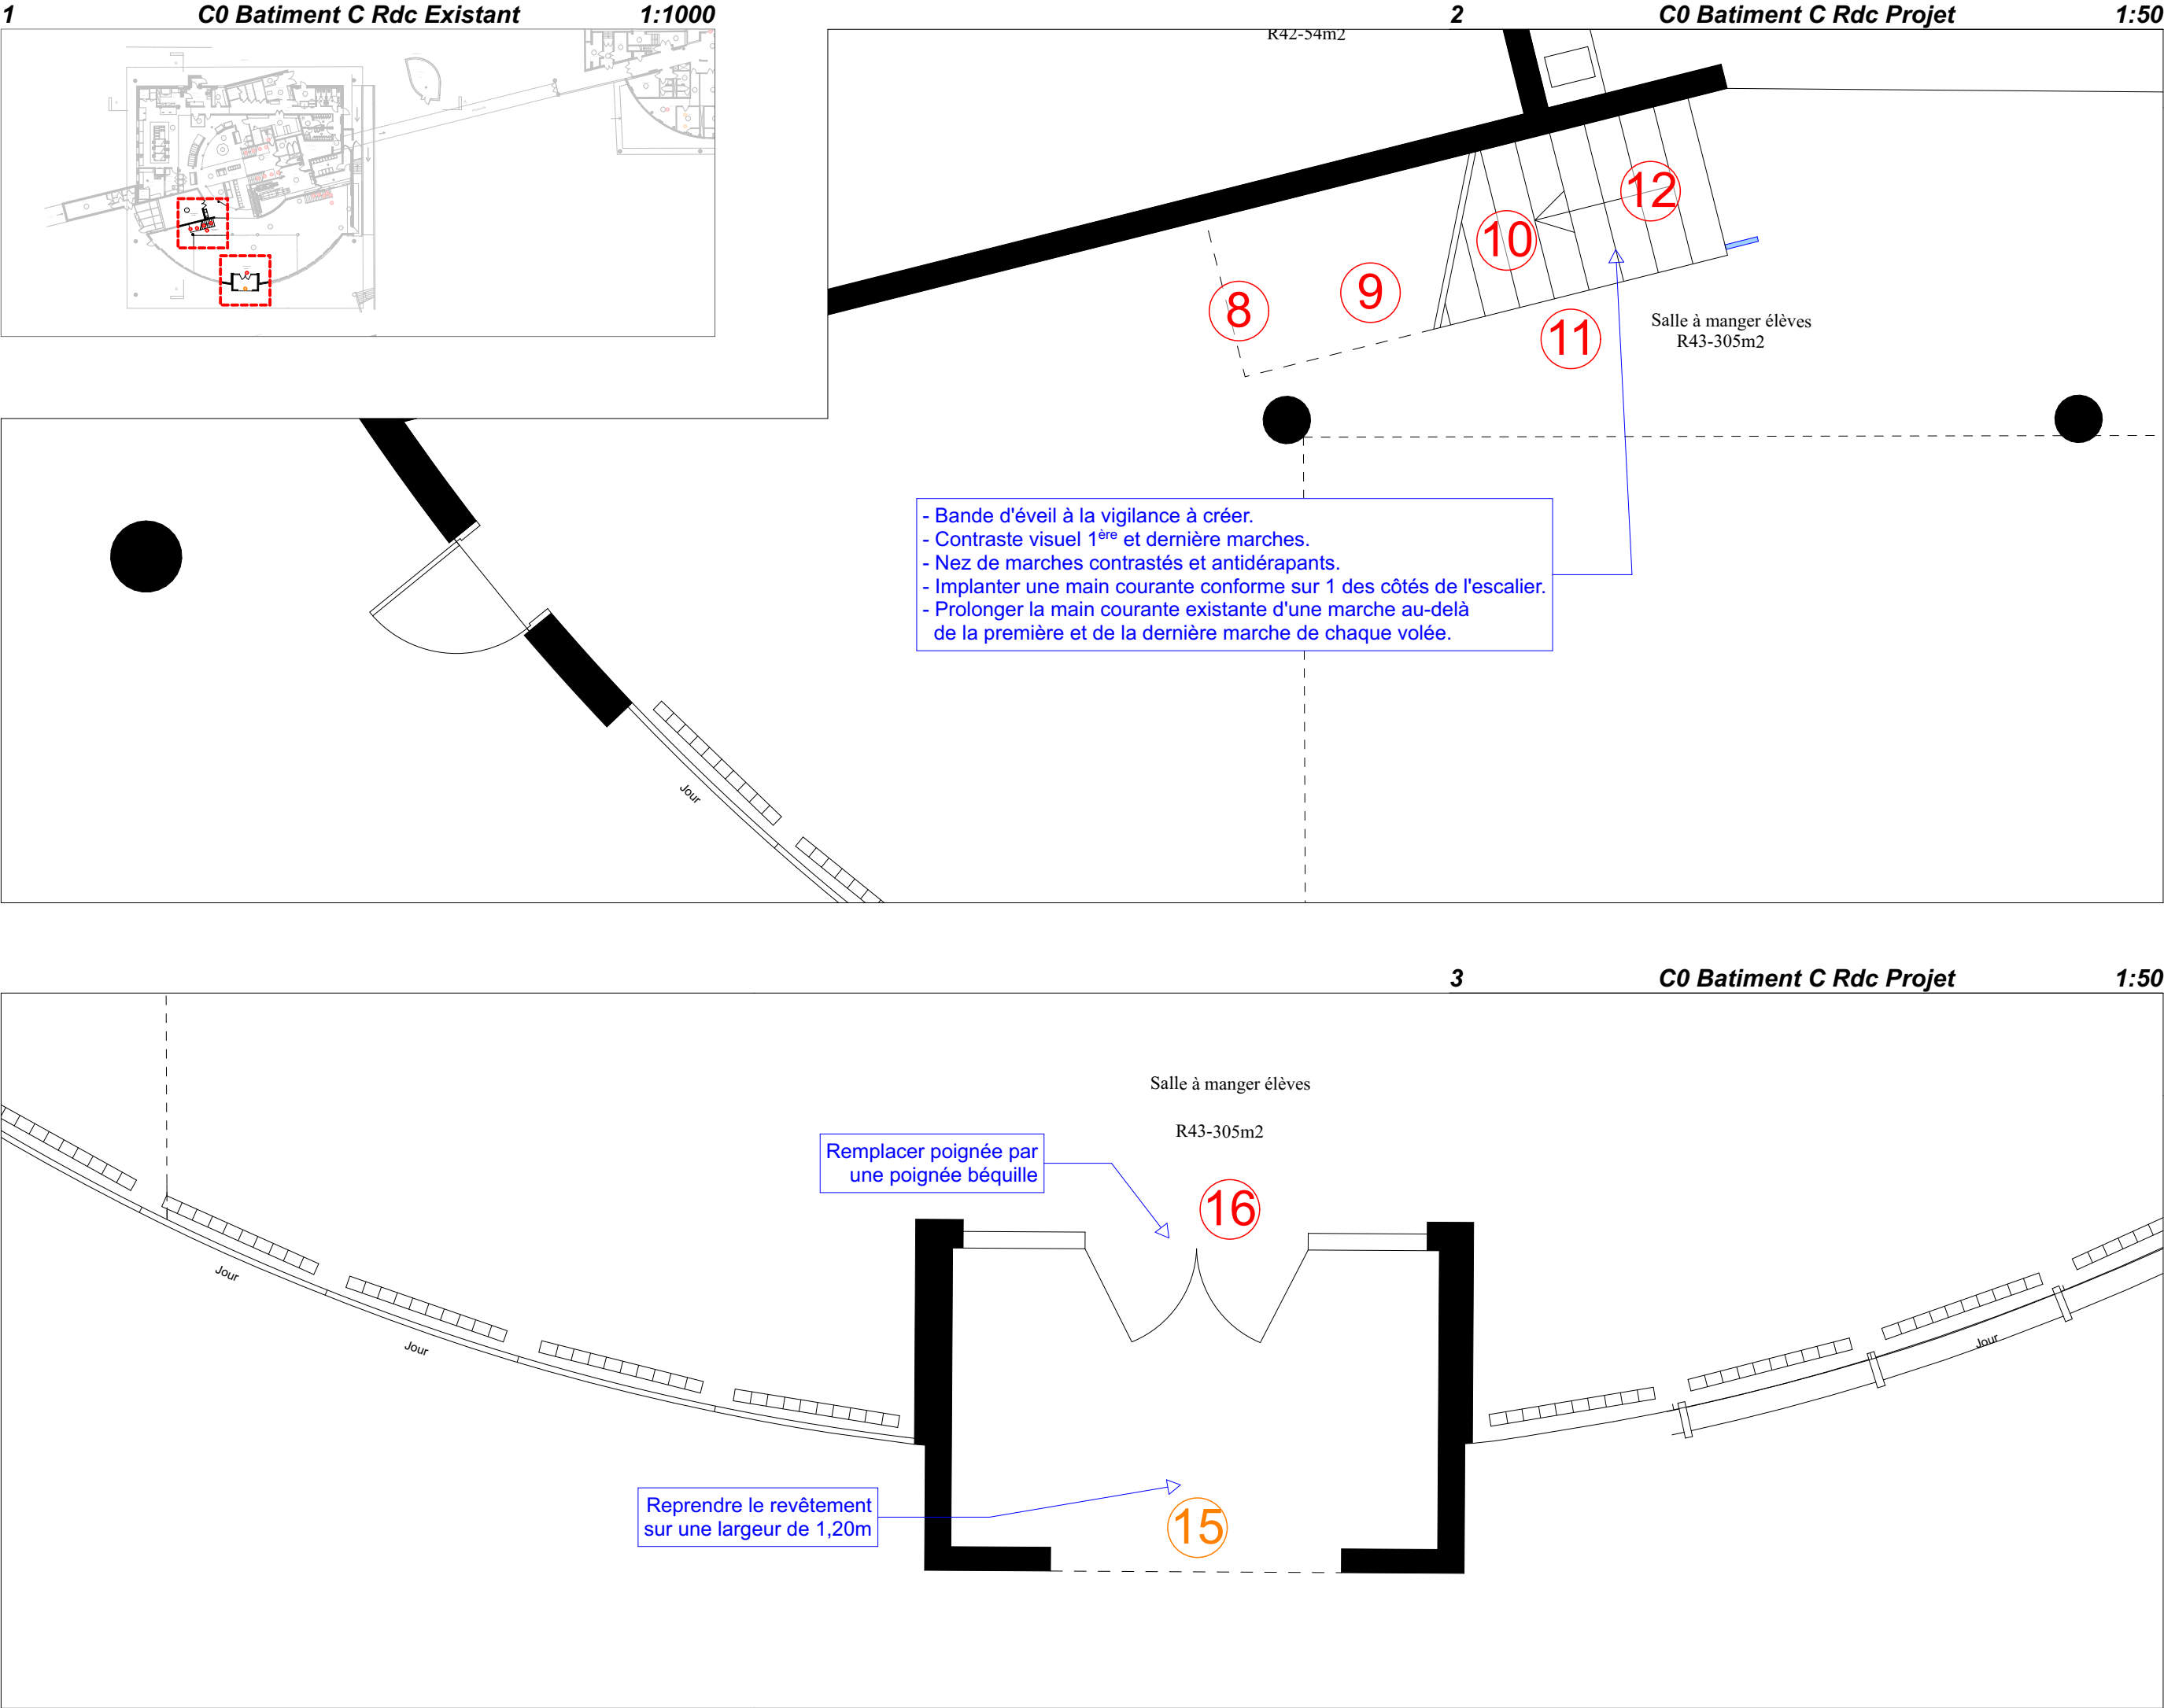 1 C0 Batiment C Rdc Existant 1:1000
2 C0 Batiment C Rdc Projet 1:50
R42-54m2
12
10
9
8
11
Salle à manger élèves
R43-305m2
- Bande d'éveil à la vigilance à créer.
- Contraste visuel 1ère et dernière marches.
- Nez de marches contrastés et antidérapants.
- Implanter une main courante conforme sur 1 des côtés de l'escalier.
- Prolonger la main courante existante d'une marche au-delà
de la première et de la dernière marche de chaque volée.
Jour
3 C0 Batiment C Rdc Projet 1:50
Salle à manger élèves
R43-305m2
Remplacer poignée par
une poignée béquille
16
Jour
Jour
Jour
Reprendre le revêtement
sur une largeur de 1,20m
15